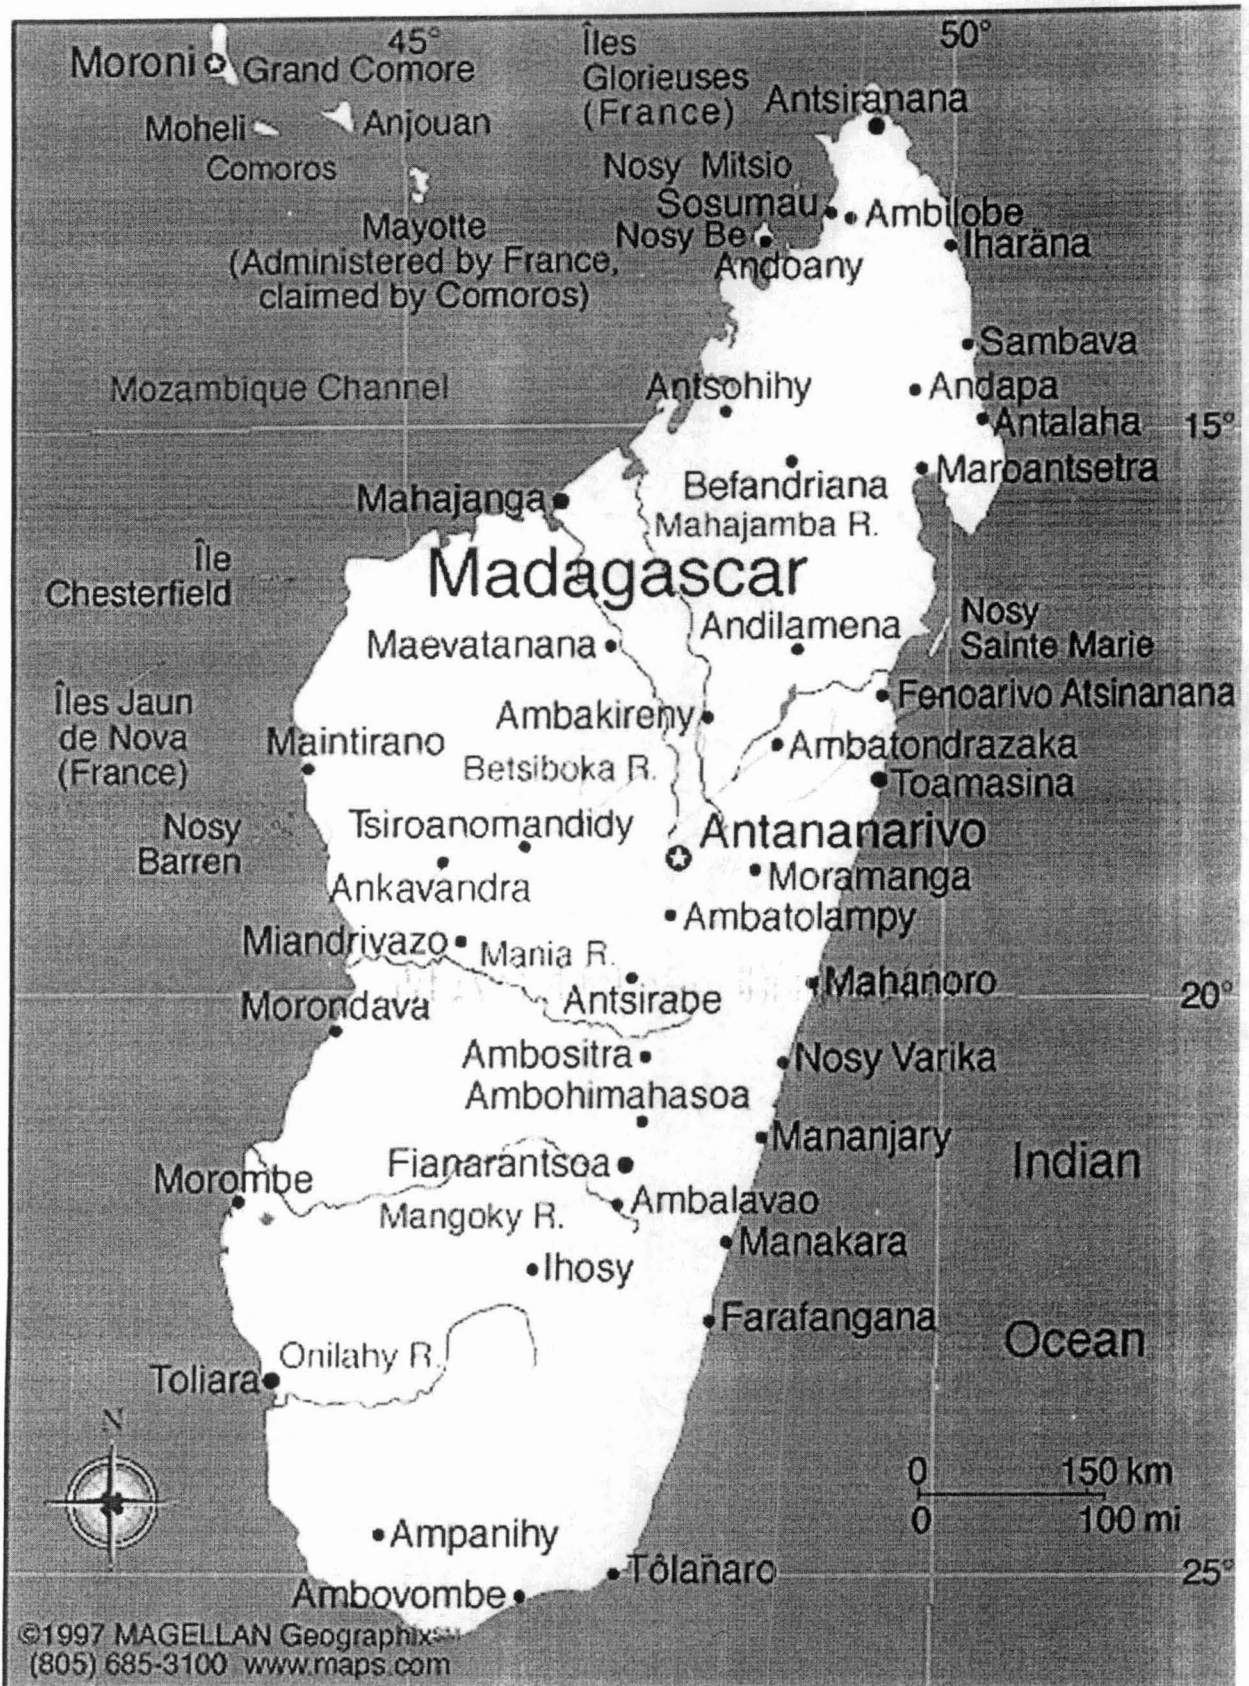 45°
50°
Moroni
Grand Comore
Îles
Glorieuses
(France)
Antsirañana
Moheli
Anjouan
Comoros
Nosy Mitsio
Sosumau
Ambilobe
Mayotte
(Administered by France,
claimed by Comoros)
Nosy Be
Iharäna
Andoany
Sambava
Mozambique Channel
Antsohihy
Andapa
Antalaha
15°
Maroantsetra
Befandriana
Mahajanga
Mahajamba R.
Île
Chesterfield
Madagascar
Nosy
Sainte Marie
Andilamena
Maevatanana
Îles Jaun
de Nova
(France)
Fenoarivo Atsinanana
Ambakireny
Maintirano
Ambatondrazaka
Betsiboka R.
Toamasina
Nosy
Barren
Tsiroanomandidy
Antananarivo
Moramanga
Ankavandra
Ambatolampy
Miandrivazo
Mania R.
Mahanoro
Antsirabe
20°
Morondava
Ambositra
Nosy Varika
Ambohimahasoa
Mananjary
Indian
Fianarantsoa
Morombe
Ambalavao
Mangoky R.
Manakara
Ihosy
Farafangana
Ocean
Onilahy R.
Toliara
N
0 150 km
0 100 mi
Ampanihy
Tôlañaro
25°
Ambovombe
©1997 MAGELLAN Geographix℠
(805) 685-3100 www.maps.com